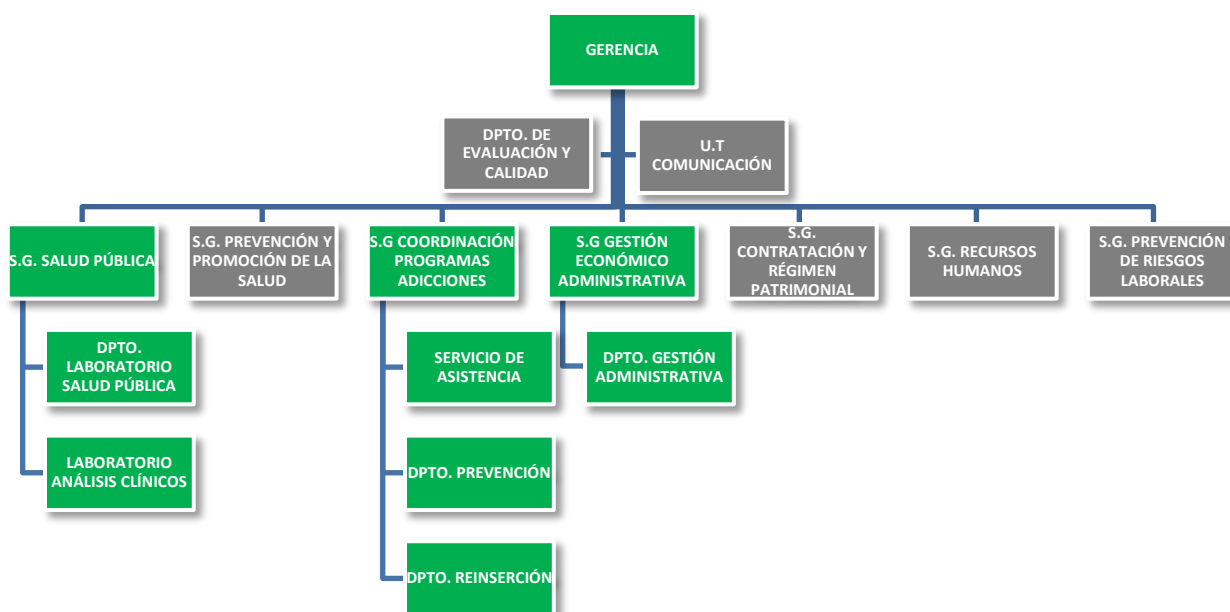 GERENCIA
DPTO. DE
EVALUACIÓN Y
CALIDAD
U.T
COMUNICACIÓN
S.G. SALUD PÚBLICA
S.G. PREVENCIÓN Y
PROMOCIÓN DE LA
SALUD
S.G COORDINACIÓN
PROGRAMAS
ADICCIONES
S.G GESTIÓN
ECONÓMICO
ADMINISTRATIVA
S.G.
CONTRATACIÓN Y
RÉGIMEN
PATRIMONIAL
S.G. RECURSOS
HUMANOS
S.G. PREVENCIÓN
DE RIESGOS
LABORALES
DPTO.
LABORATORIO
SALUD PÚBLICA
SERVICIO DE
ASISTENCIA
DPTO. GESTIÓN
ADMINISTRATIVA
LABORATORIO
ANÁLISIS CLÍNICOS
DPTO. PREVENCIÓN
DPTO. REINSERCIÓN